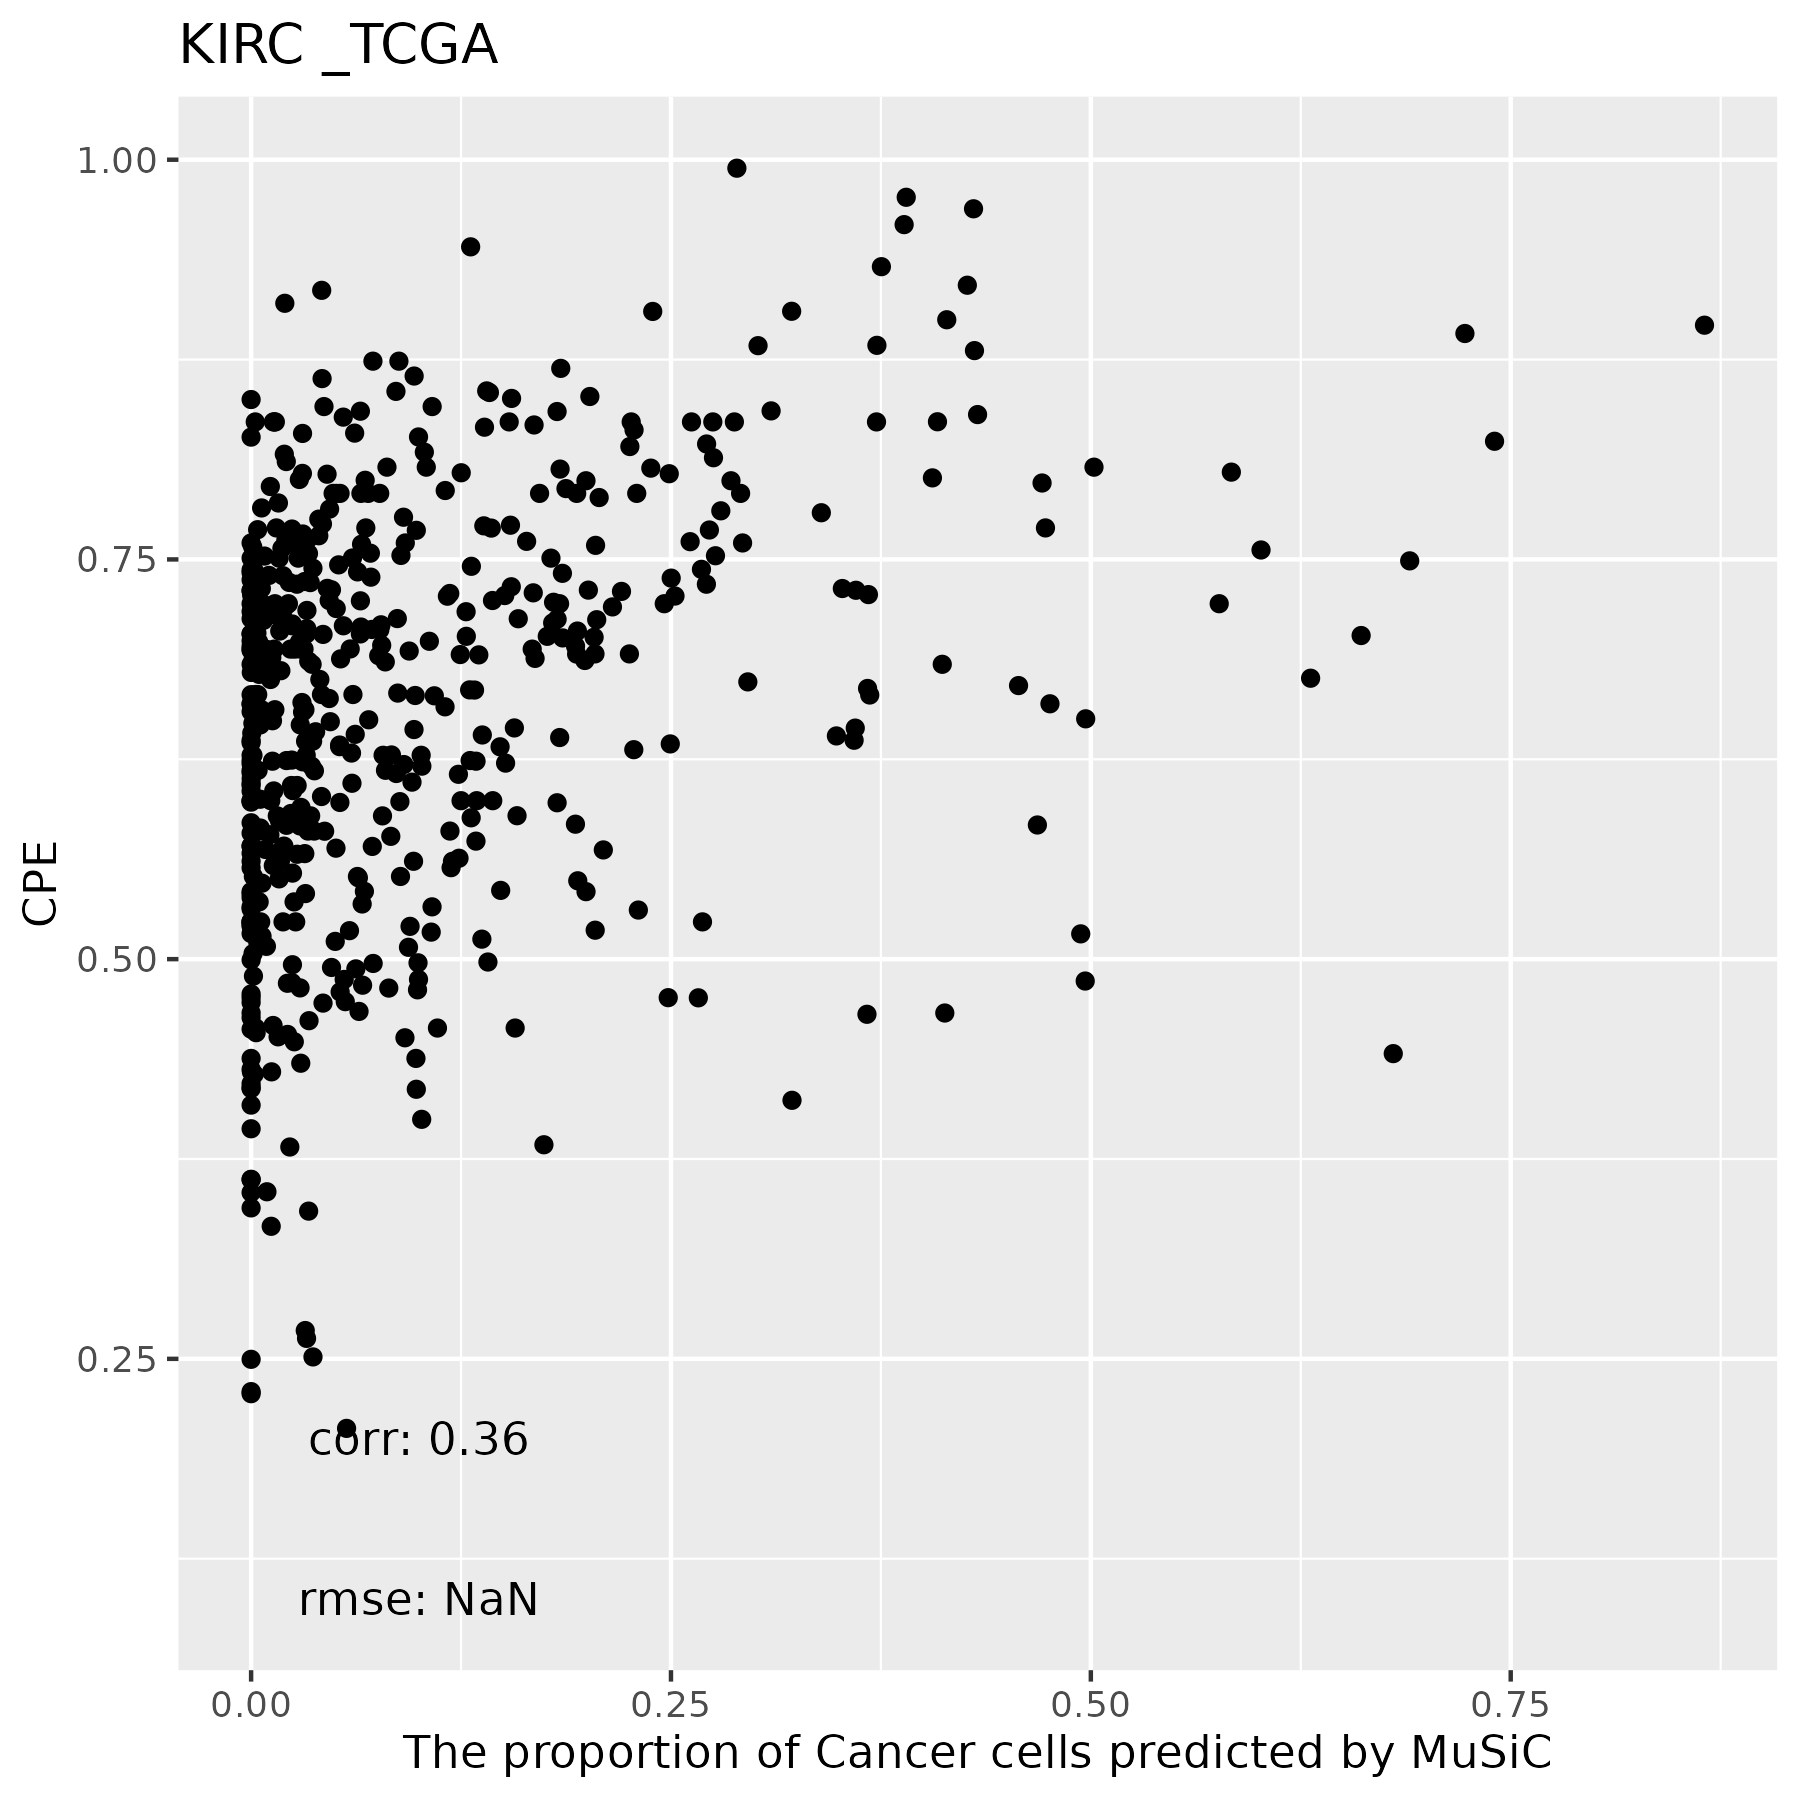 KIRC _TCGA
1.00
0.75
0.50
0.25
CPE
corr: 0.36
rmse: NaN
0.00 0.25 0.50 0.75
The proportion of Cancer cells predicted by MuSiC